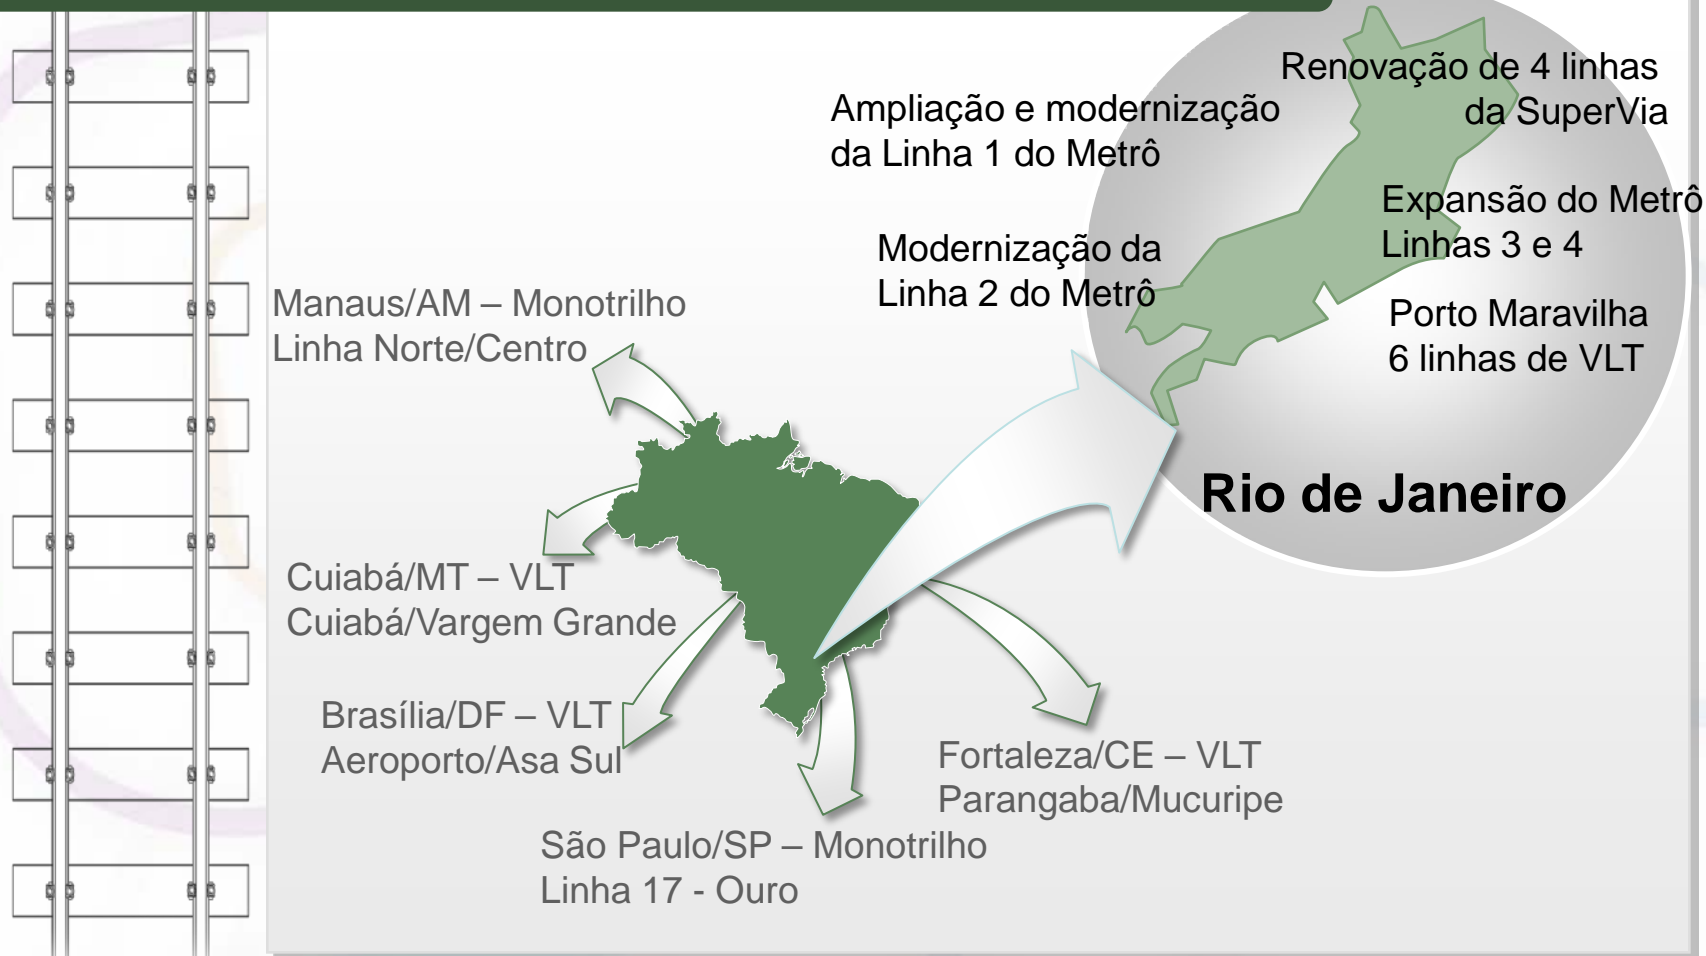 Renovação de 4 linhas
da SuperVia
Ampliação e modernização
da Linha 1 do Metrô
Expansão do Metrô
Linhas 3 e 4
Modernização da
Linha 2 do Metrô
Porto Maravilha
6 linhas de VLT
Rio de Janeiro
Manaus/AM – Monotrilho
Linha Norte/Centro
Cuiabá/MT – VLT
Cuiabá/Vargem Grande
Brasília/DF – VLT
Aeroporto/Asa Sul
Fortaleza/CE – VLT
Parangaba/Mucuripe
São Paulo/SP – Monotrilho
Linha 17 - Ouro